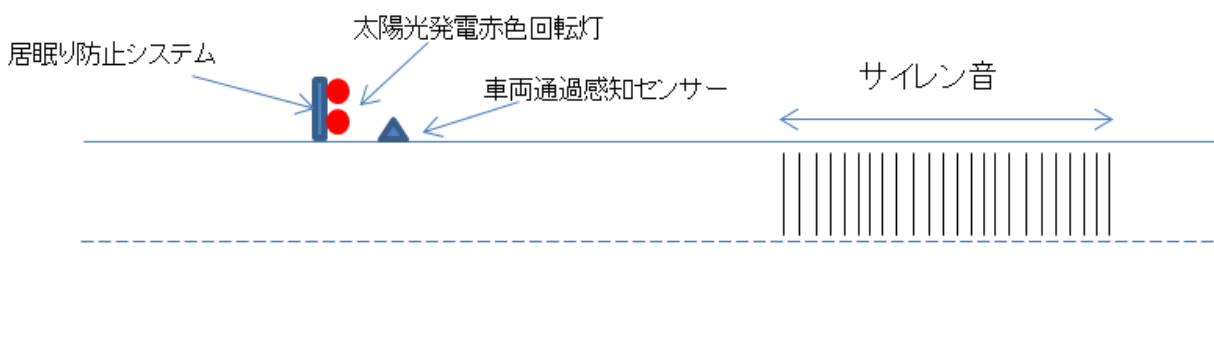 太陽光発電赤色回転灯
居眠り防止システム
車両通過感知センサー
サイレン音